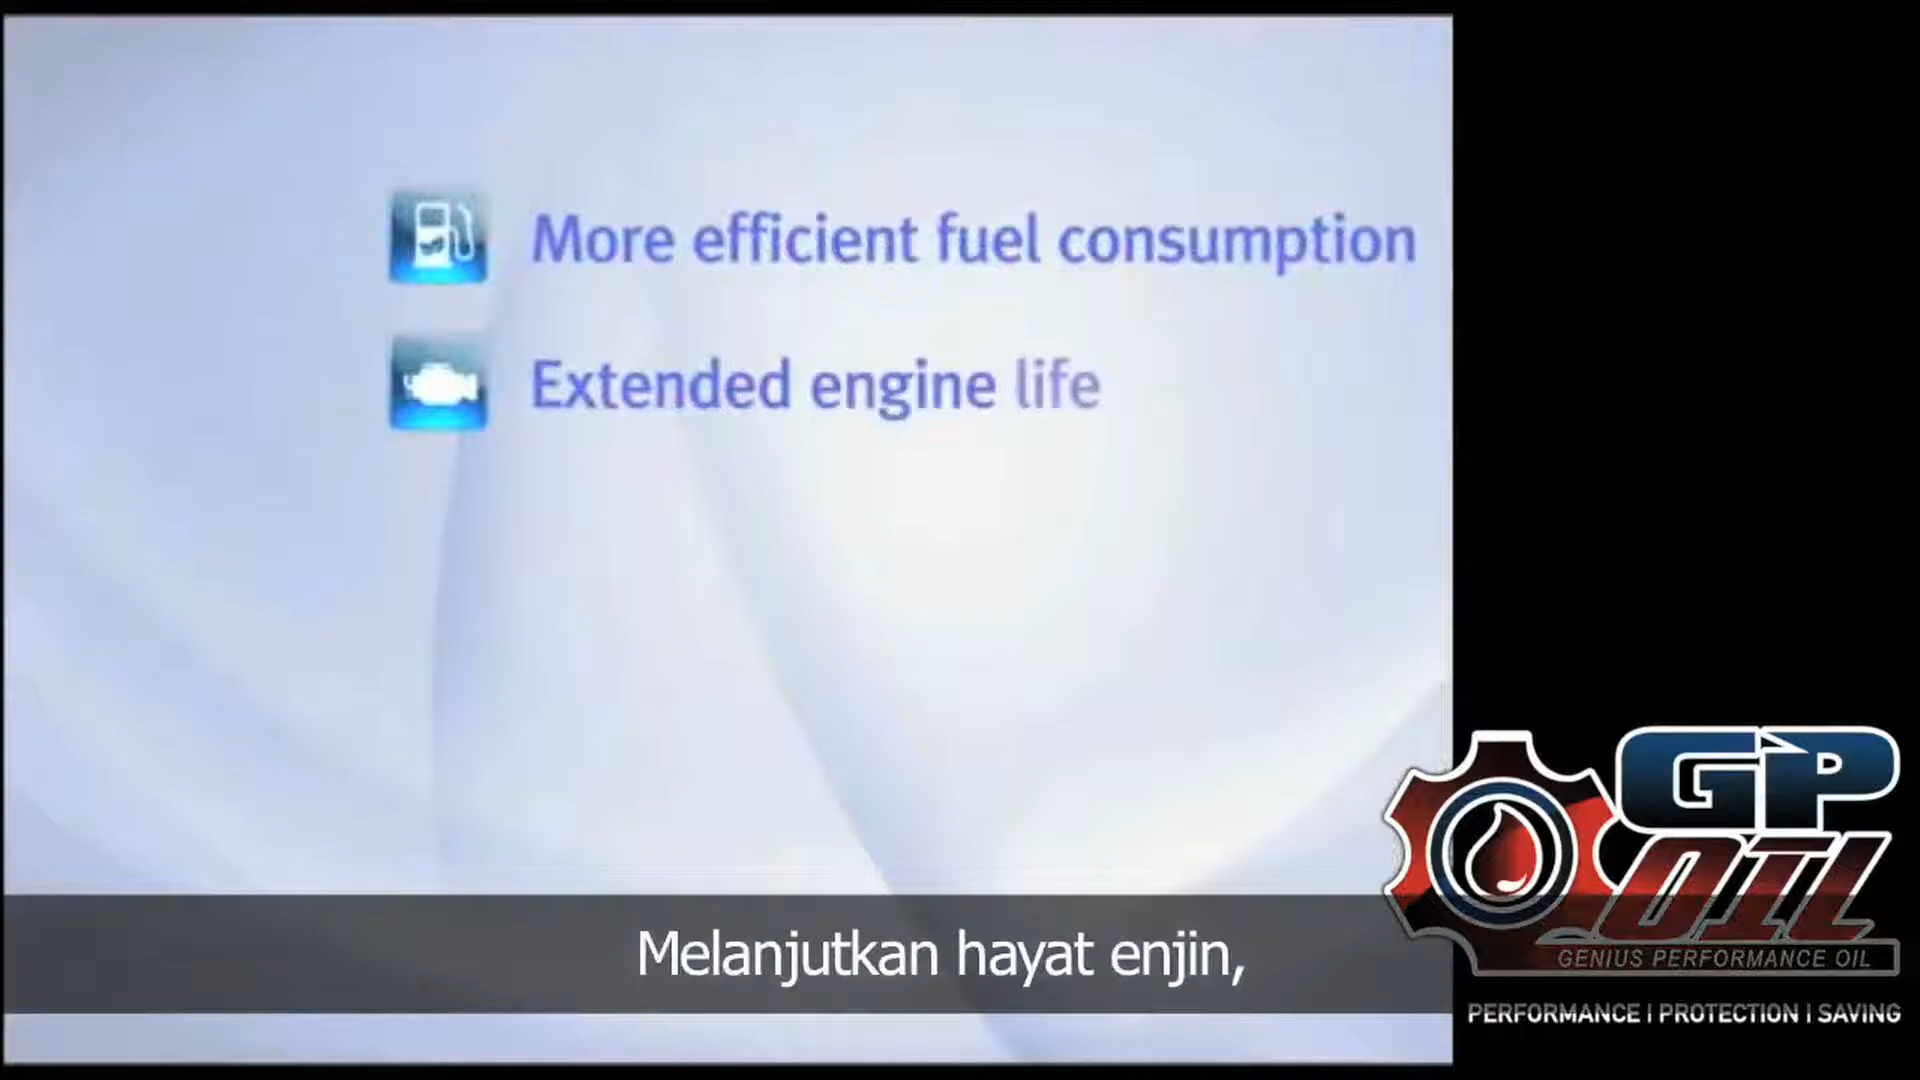 More efficient fuel consumption
Extended engine life
Melanjutkan hayat enjin,
GP
OIL
GENIUS PERFORMANCE OIL
PERFORMANCE | PROTECTION | SAVING